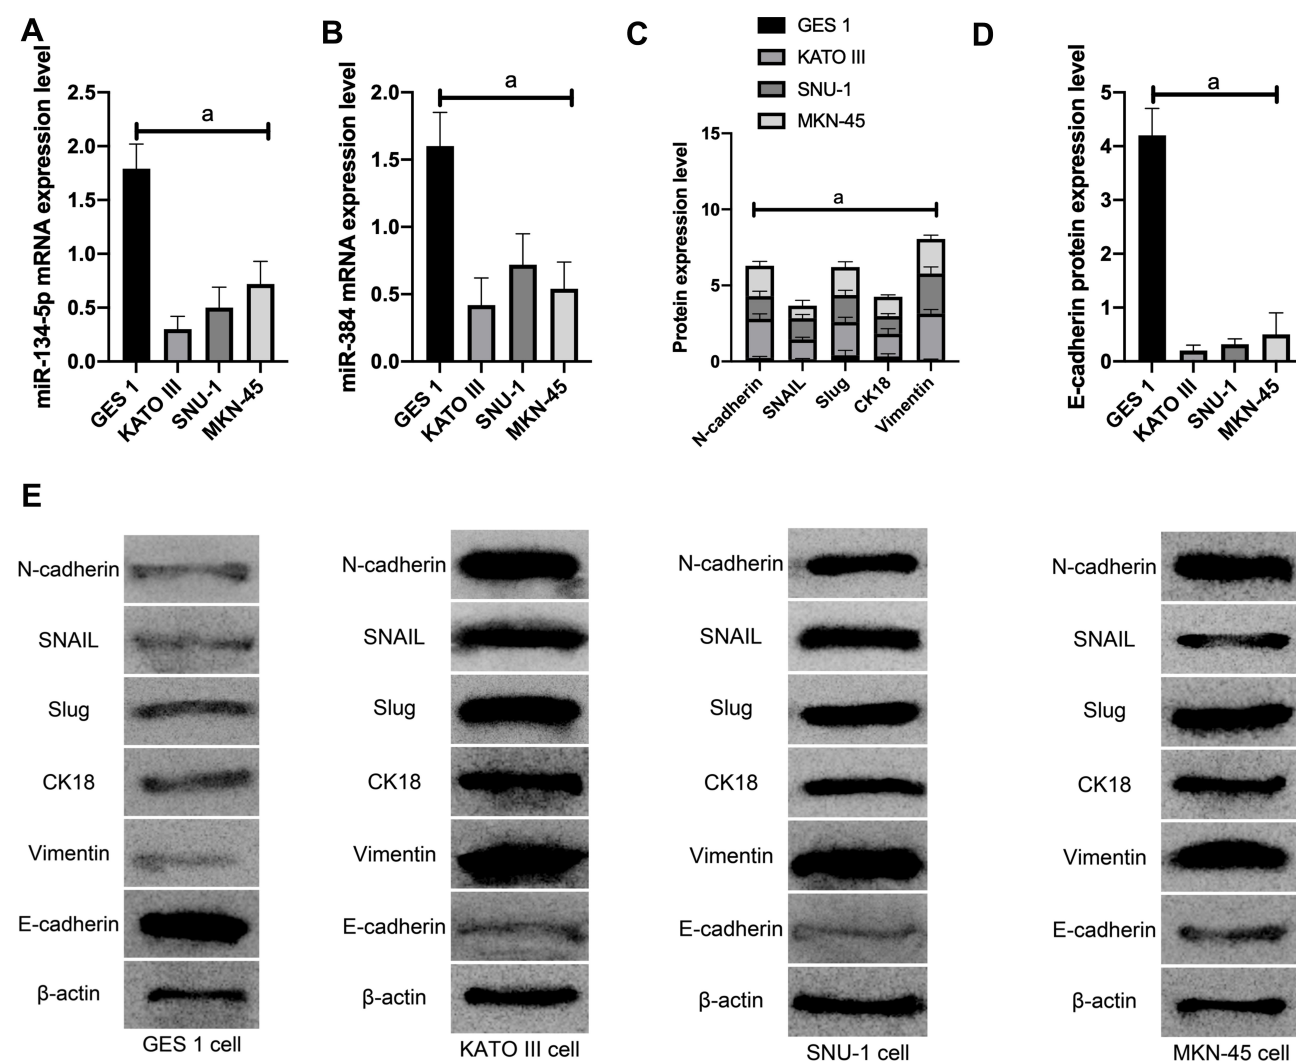 A
miR-134-5p mRNA expression level
2.5
2.0
1.5
1.0
0.5
0.0
a
GES 1
KATO III
SNU-1
MKN-45
B
miR-384 mRNA expression level
2.0
1.5
1.0
0.5
0.0
a
GES 1
KATO III
SNU-1
MKN-45
C
GES 1
KATO III
SNU-1
MKN-45
Protein expression level
15
10
5
0
a
N-cadherin
SNAIL
Slug
CK18
Vimentin
D
E-cadherin protein expression level
5
4
3
2
1
0
a
GES 1
KATO III
SNU-1
MKN-45
E
N-cadherin
SNAIL
Slug
CK18
Vimentin
E-cadherin
β-actin
GES 1 cell
N-cadherin
SNAIL
Slug
CK18
Vimentin
E-cadherin
β-actin
KATO III cell
N-cadherin
SNAIL
Slug
CK18
Vimentin
E-cadherin
β-actin
SNU-1 cell
N-cadherin
SNAIL
Slug
CK18
Vimentin
E-cadherin
β-actin
MKN-45 cell